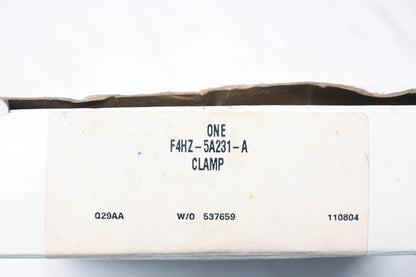 ONE
F4HZ-5A231-A
CLAMP
Q29AA W/O 537659 110804